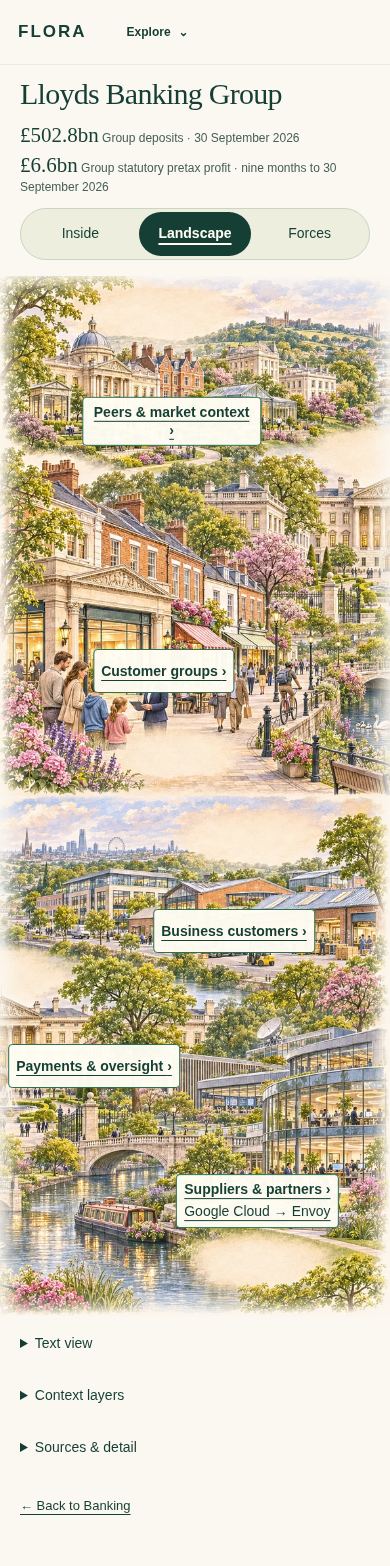 FLORA
Explore ⌄
Lloyds Banking Group
£502.8bn Group deposits · 30 September 2026
£6.6bn Group statutory pretax profit · nine months to 30
September 2026
Inside
Landscape
Forces
Peers & market context
›
Customer groups ›
Business customers ›
Payments & oversight ›
Suppliers & partners ›
Google Cloud → Envoy
▶ Text view
▶ Context layers
▶ Sources & detail
← Back to Banking